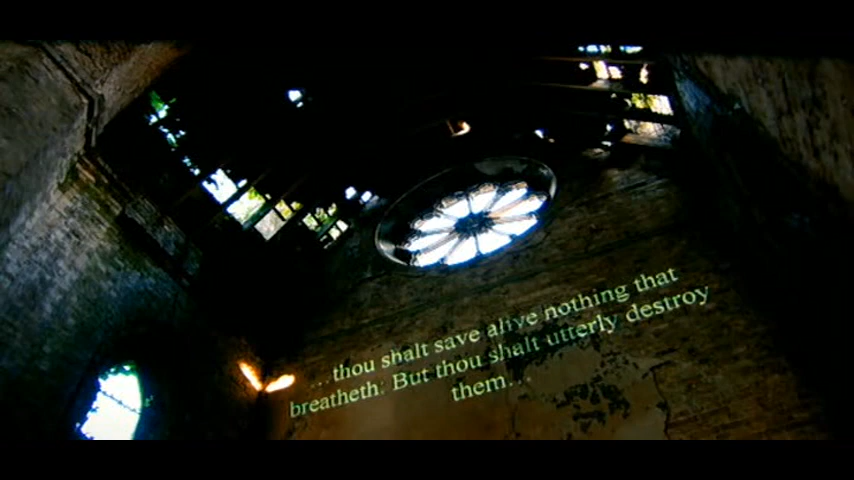 ...thou shalt save alive nothing that
breatheth: But thou shalt utterly destroy
them...